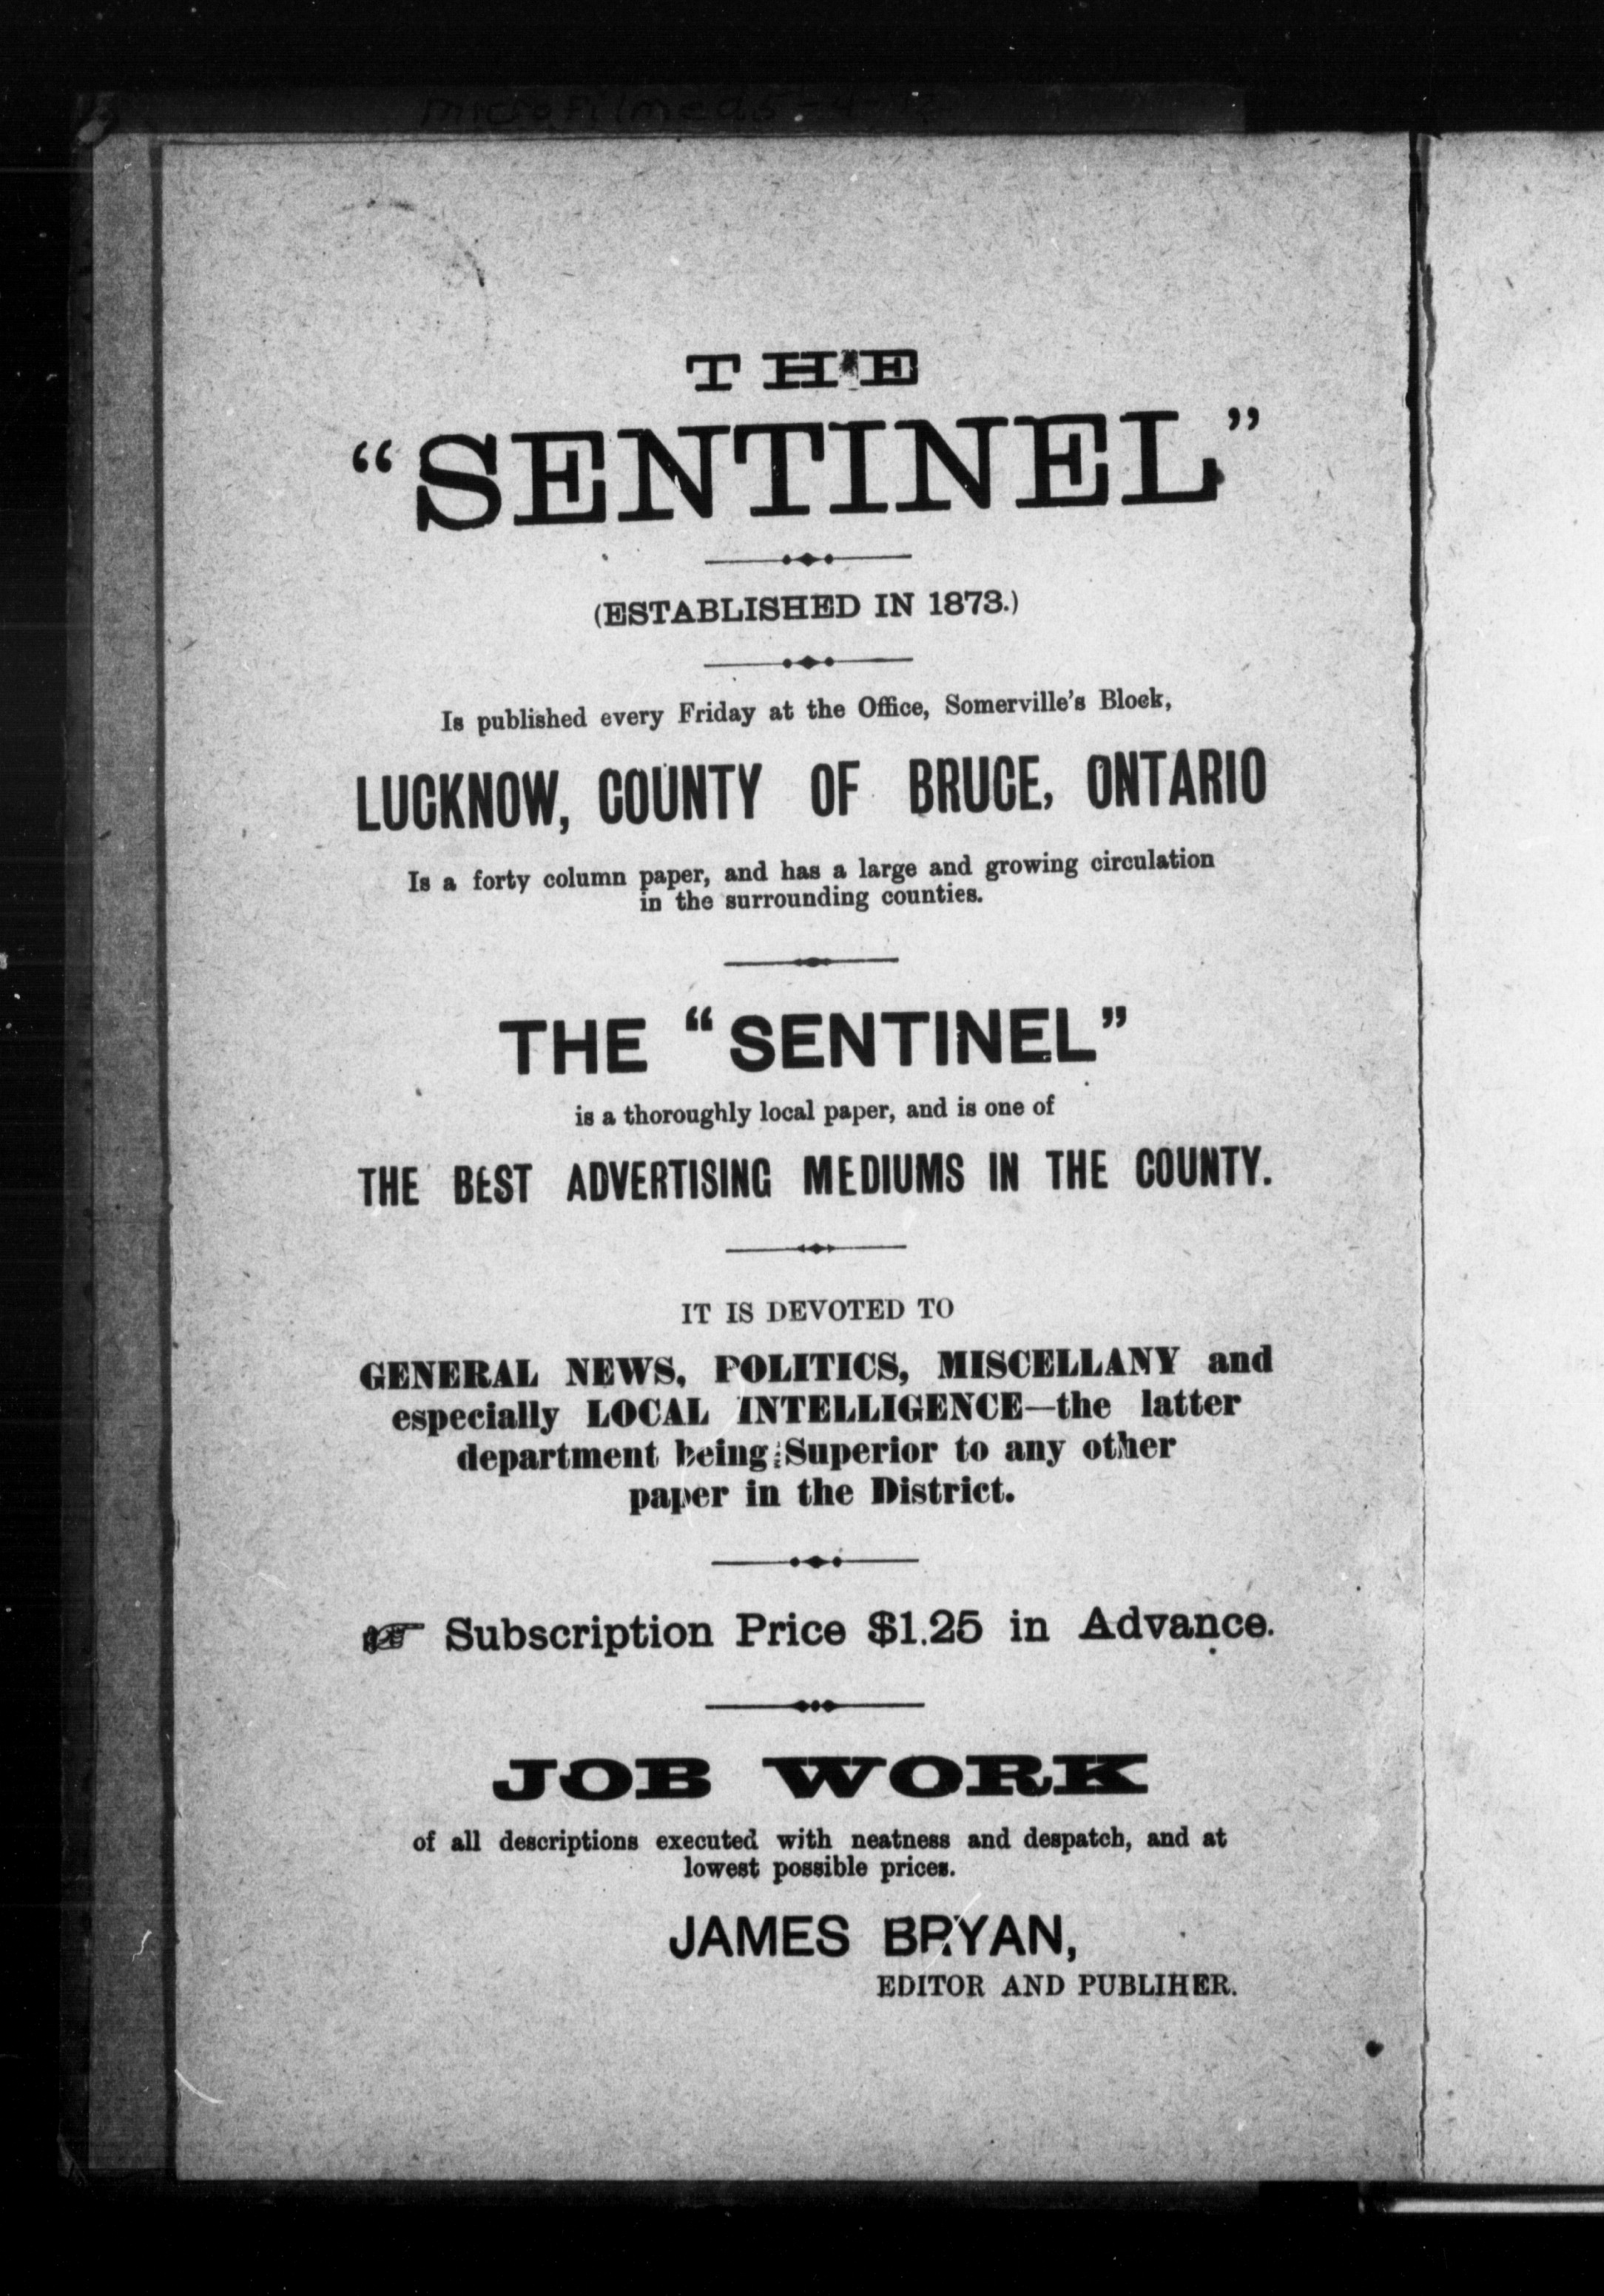 microfilmed
THE
“SENTINEL”
(ESTABLISHED IN 1873.)
Is published every Friday at the Office, Somerville's Block,
LUCKNOW, COUNTY OF BRUCE, ONTARIO
Is a forty column paper, and has a large and growing circulation
in the surrounding counties.
THE “SENTINEL”
is a thoroughly local paper, and is one of
THE BEST ADVERTISING MEDIUMS IN THE COUNTY.
IT IS DEVOTED TO
GENERAL NEWS, POLITICS, MISCELLANY and
especially LOCAL INTELLIGENCE—the latter
department being Superior to any other
paper in the District.
☞ Subscription Price $1.25 in Advance.
JOB WORK
of all descriptions executed with neatness and despatch, and at
lowest possible prices.
JAMES BRYAN,
EDITOR AND PUBLIHER.